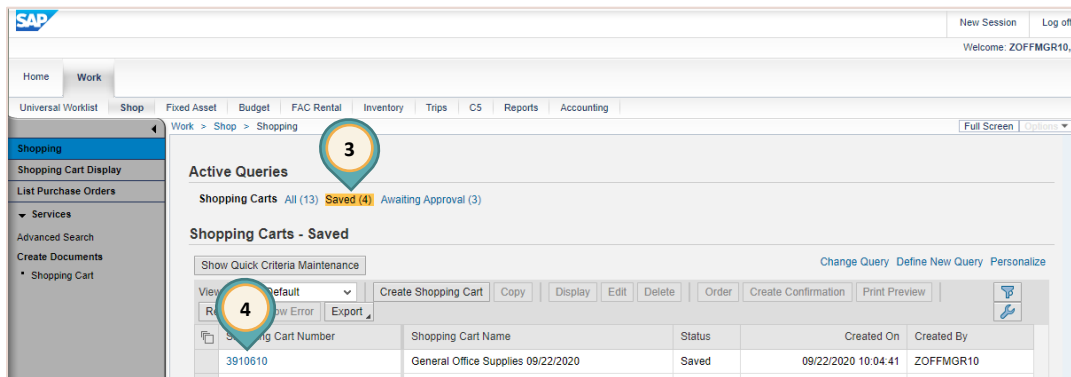 SAP
New Session Log off
Welcome: ZOFFMGR10,
Home Work
Universal Worklist Shop Fixed Asset Budget FAC Rental Inventory Trips C5 Reports Accounting
Work > Shop > Shopping Full Screen Options
Shopping
Shopping Cart Display
List Purchase Orders
Services
Advanced Search
Create Documents
Shopping Cart
3
Active Queries
Shopping Carts All (13) Saved (4) Awaiting Approval (3)
Shopping Carts - Saved
Show Quick Criteria Maintenance Change Query Define New Query Personalize
Create Shopping Cart Copy Display Edit Delete Order Create Confirmation Print Preview
4
Error Export
Cart Number Shopping Cart Name Status Created On Created By
3910610 General Office Supplies 09/22/2020 Saved 09/22/2020 10:04:41 ZOFFMGR10